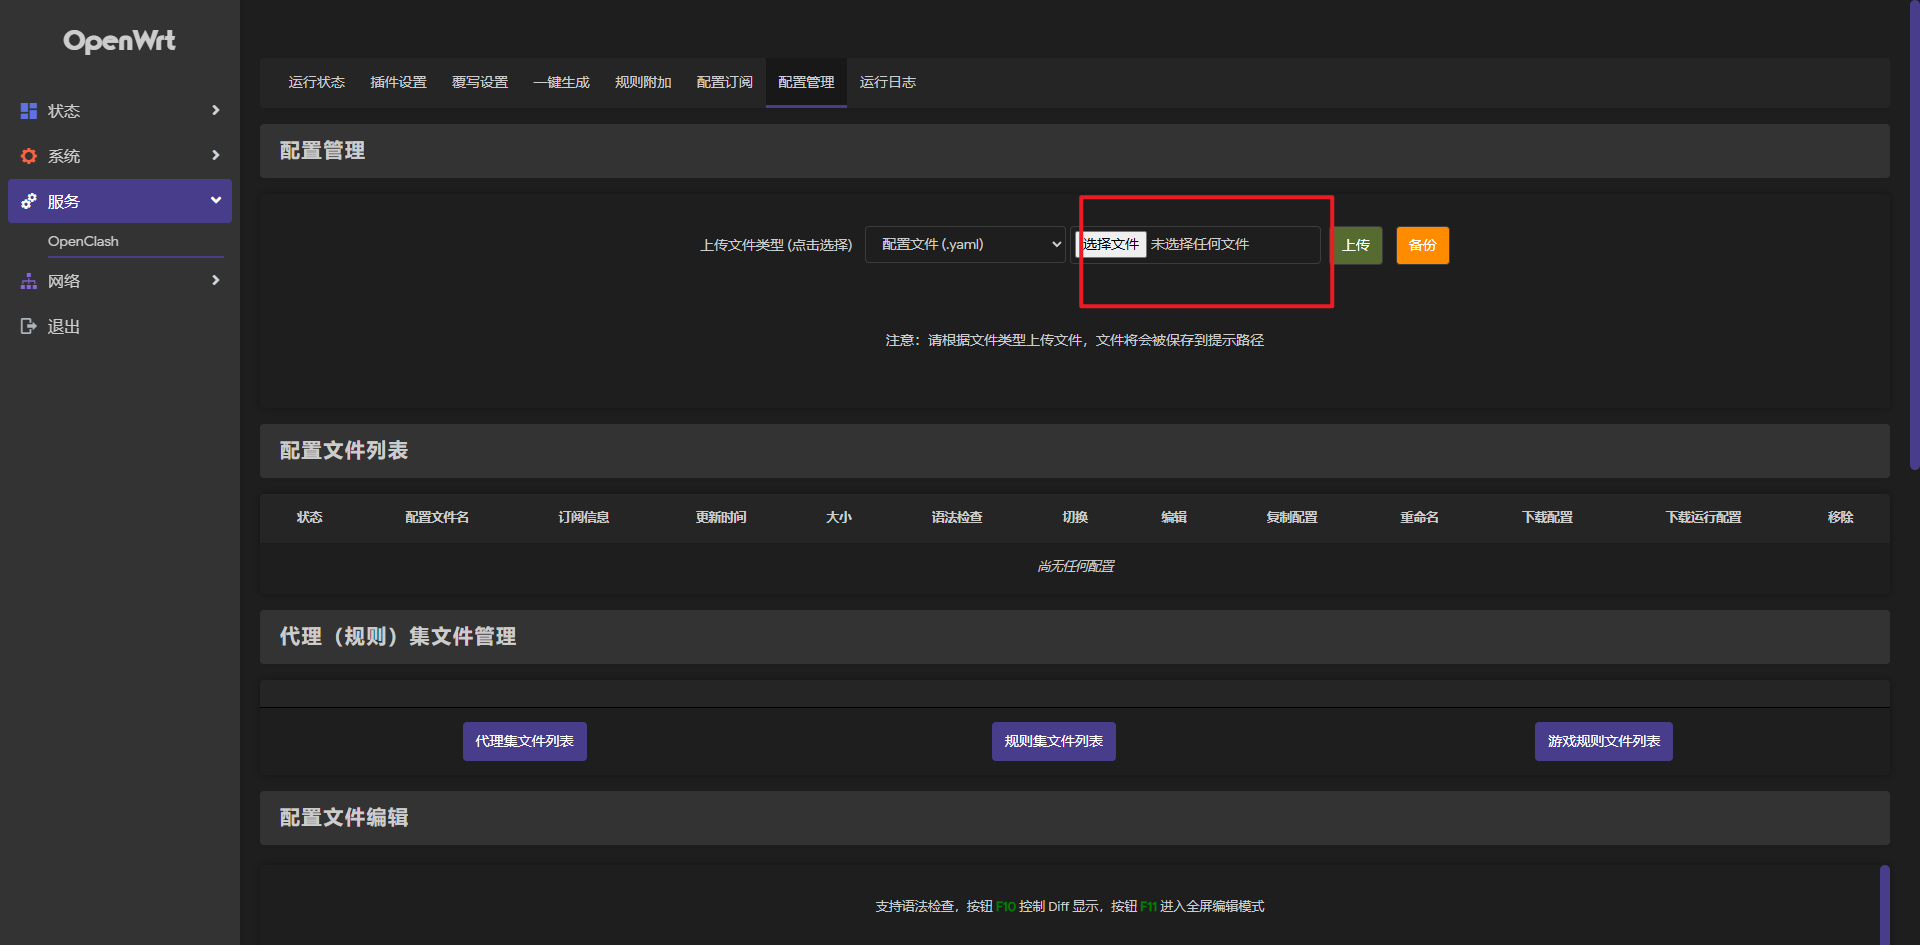 OpenWrt
状态
系统
服务
OpenClash
网络
退出
运行状态 插件设置 覆写设置 一键生成 规则附加 配置订阅 配置管理 运行日志
配置管理
上传文件类型 (点击选择) 配置文件 (.yaml) 选择文件 未选择任何文件 上传 备份
注意：请根据文件类型上传文件，文件将会被保存到提示路径
配置文件列表
状态 配置文件名 订阅信息 更新时间 大小 语法检查 切换 编辑 复制配置 重命名 下载配置 下载运行配置 移除
尚无任何配置
代理（规则）集文件管理
代理集文件列表 规则集文件列表 游戏规则文件列表
配置文件编辑
支持语法检查，按钮 F10 控制 Diff 显示，按钮 F11 进入全屏编辑模式